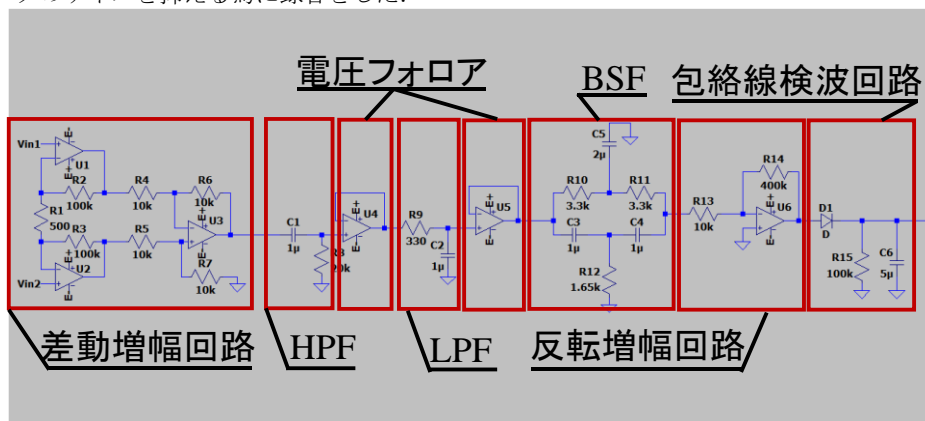 電圧フォロア
BSF
包絡線検波回路
Vin1
U1
R2
100k
R4
10k
R6
10k
R1
500
R3
100k
R5
10k
U3
U2
R7
10k
Vin2
C1
1µ
U4
R9
330
C2
1µ
U5
C5
2µ
R10
3.3k
R11
3.3k
C3
1µ
C4
1µ
R12
1.65k
R13
10k
R14
400k
U6
D1
D
R15
100k
C6
5µ
差動増幅回路
HPF
LPF
反転増幅回路